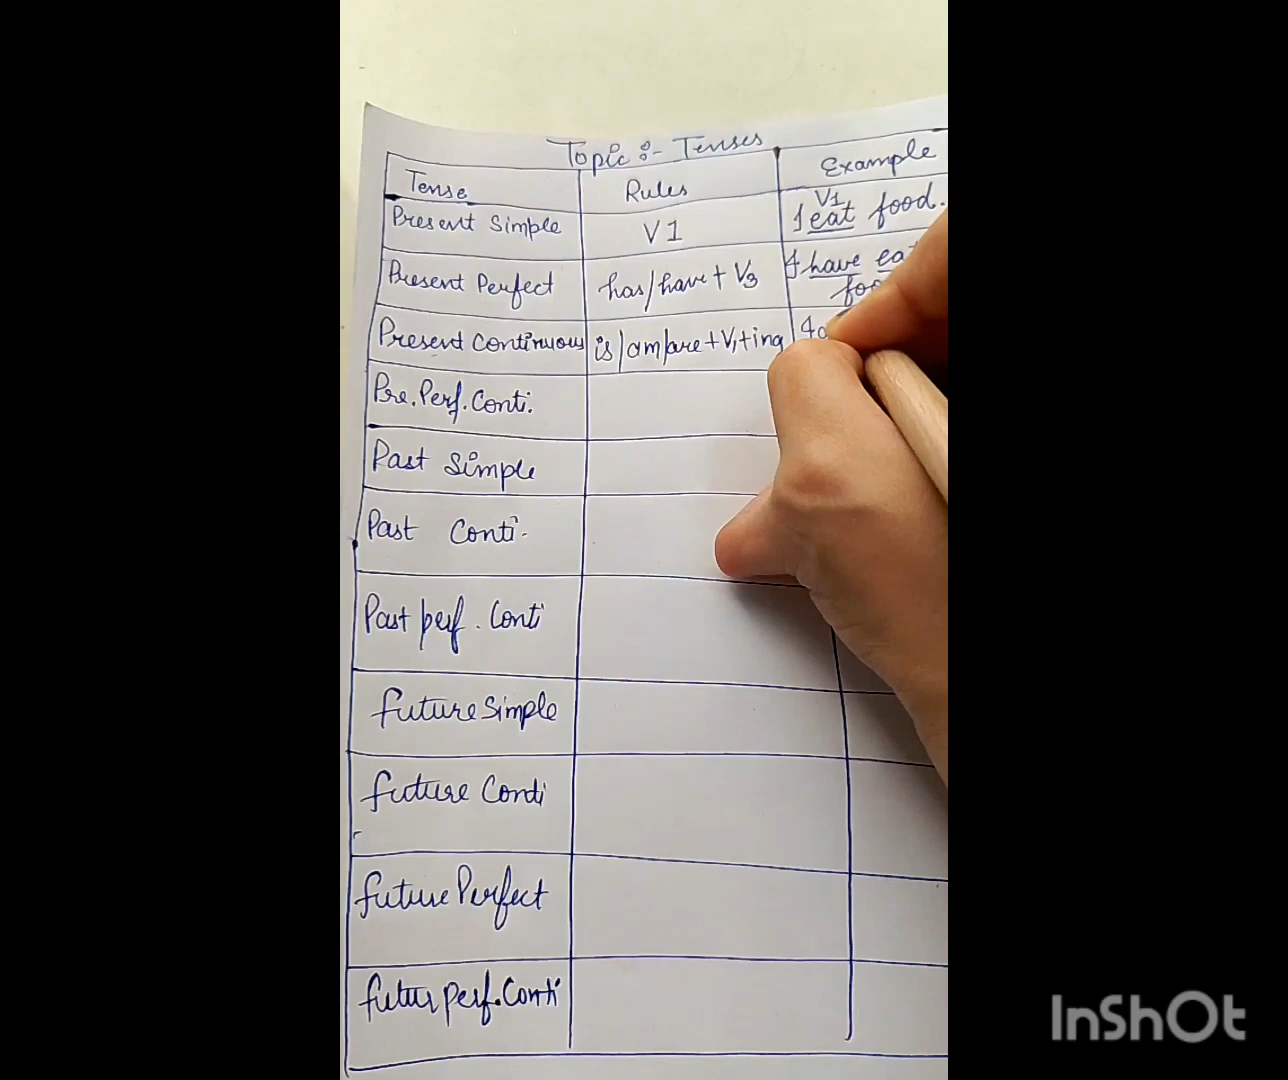 Topic :- Tenses
Tense Rules Example
Present Simple V1 V1
I eat food.
Present Perfect has/have + V3 I have
Present Continuous is/am/are + V1 + ing I
Pre. Perf. Conti.
Past Simple
Past Conti.
Past perf. Conti
future Simple
future Conti
future Perfect
futur perf. Conti
InShOt